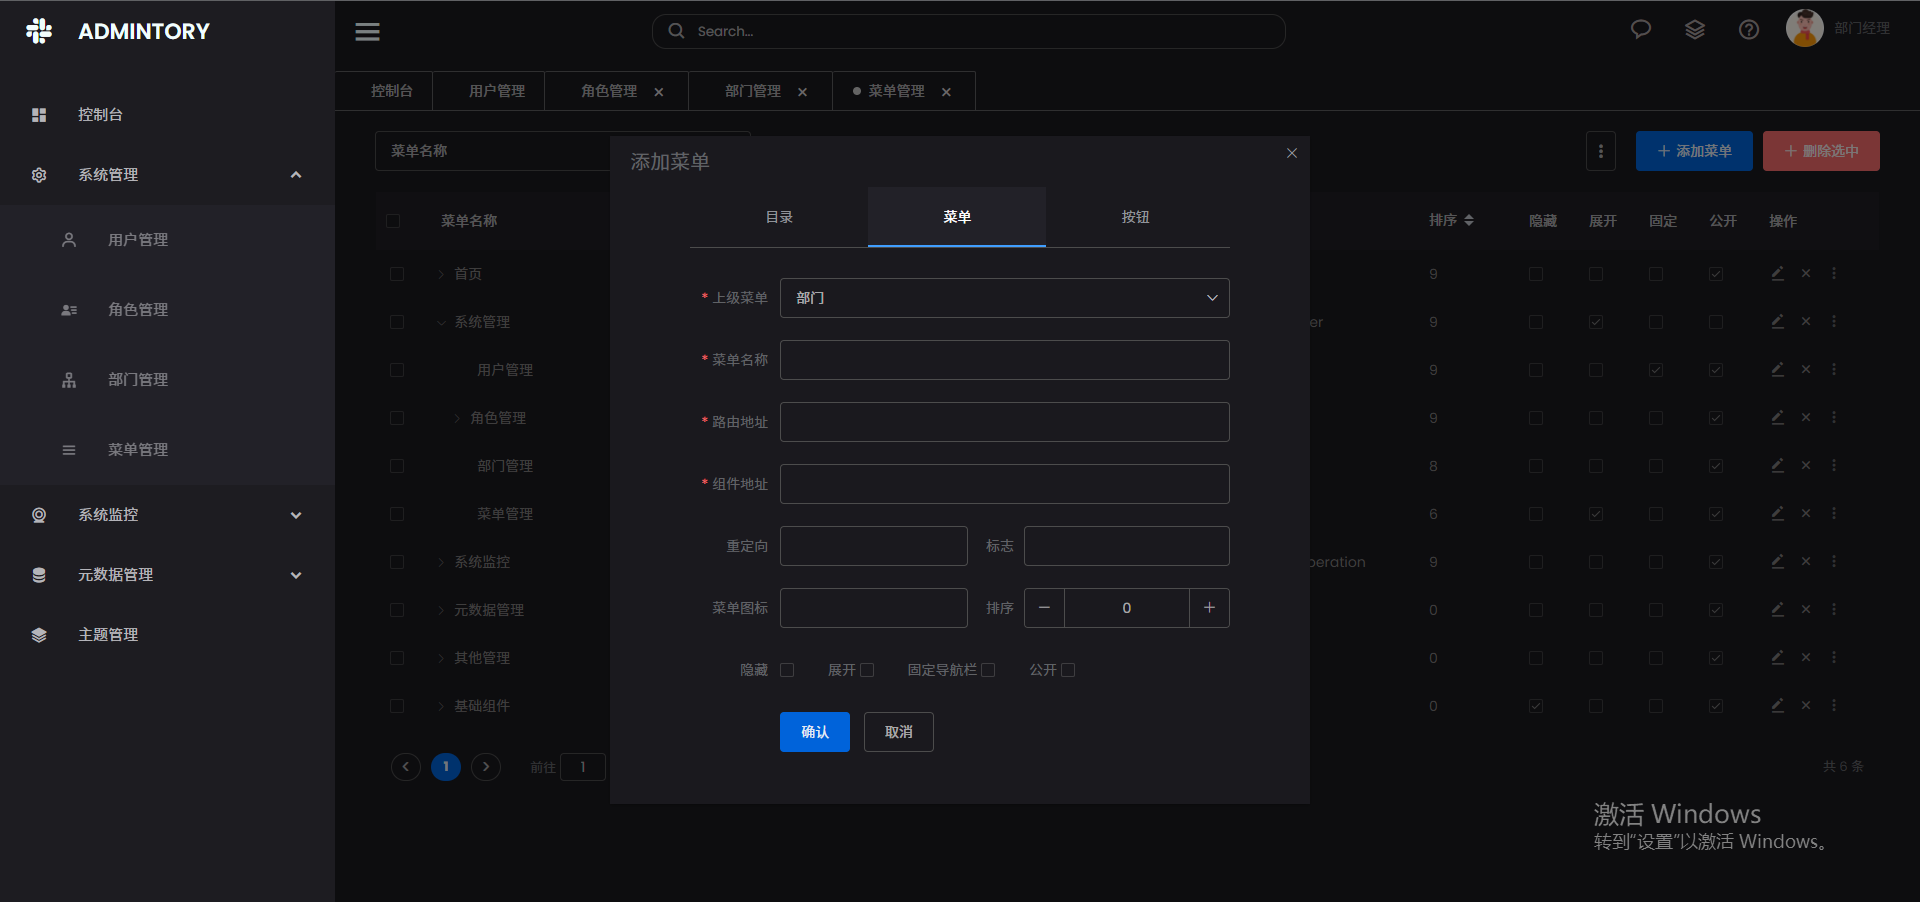 ADMINTORY
Search...
部门经理
控制台
用户管理
角色管理
部门管理
菜单管理
控制台
系统管理
用户管理
角色管理
部门管理
菜单管理
系统监控
元数据管理
主题管理
菜单名称
添加菜单
删除选中
菜单名称
排序 隐藏 展开 固定 公开 操作
首页 9
系统管理 er 9
用户管理 9
角色管理 9
部门管理 8
菜单管理 6
系统监控 peration 9
元数据管理 0
其他管理 0
基础组件 0
1 前往 1
共 6 条
添加菜单
目录 菜单 按钮
* 上级菜单 部门
* 菜单名称
* 路由地址
* 组件地址
重定向 标志
菜单图标 排序 0
隐藏 展开 固定导航栏 公开
确认 取消
激活 Windows
转到“设置”以激活 Windows。